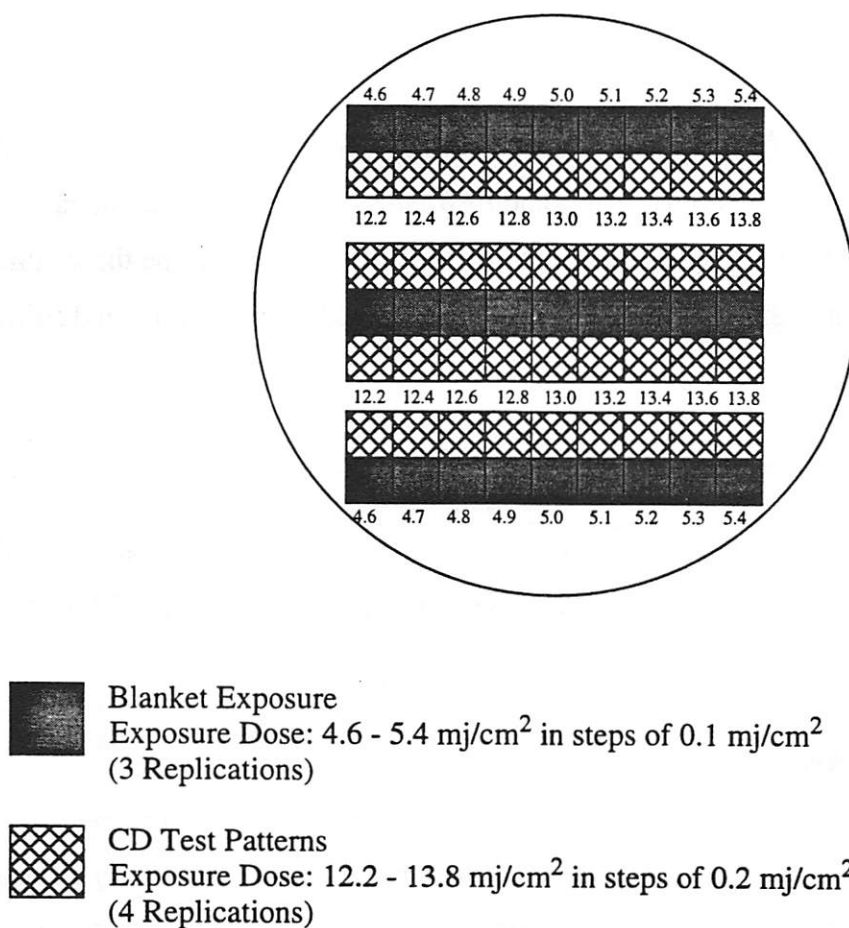 4.6 4.7 4.8 4.9 5.0 5.1 5.2 5.3 5.4
12.2 12.4 12.6 12.8 13.0 13.2 13.4 13.6 13.8
12.2 12.4 12.6 12.8 13.0 13.2 13.4 13.6 13.8
4.6 4.7 4.8 4.9 5.0 5.1 5.2 5.3 5.4
Blanket Exposure
Exposure Dose: 4.6 - 5.4 mj/cm² in steps of 0.1 mj/cm²
(3 Replications)
CD Test Patterns
Exposure Dose: 12.2 - 13.8 mj/cm² in steps of 0.2 mj/cm²
(4 Replications)